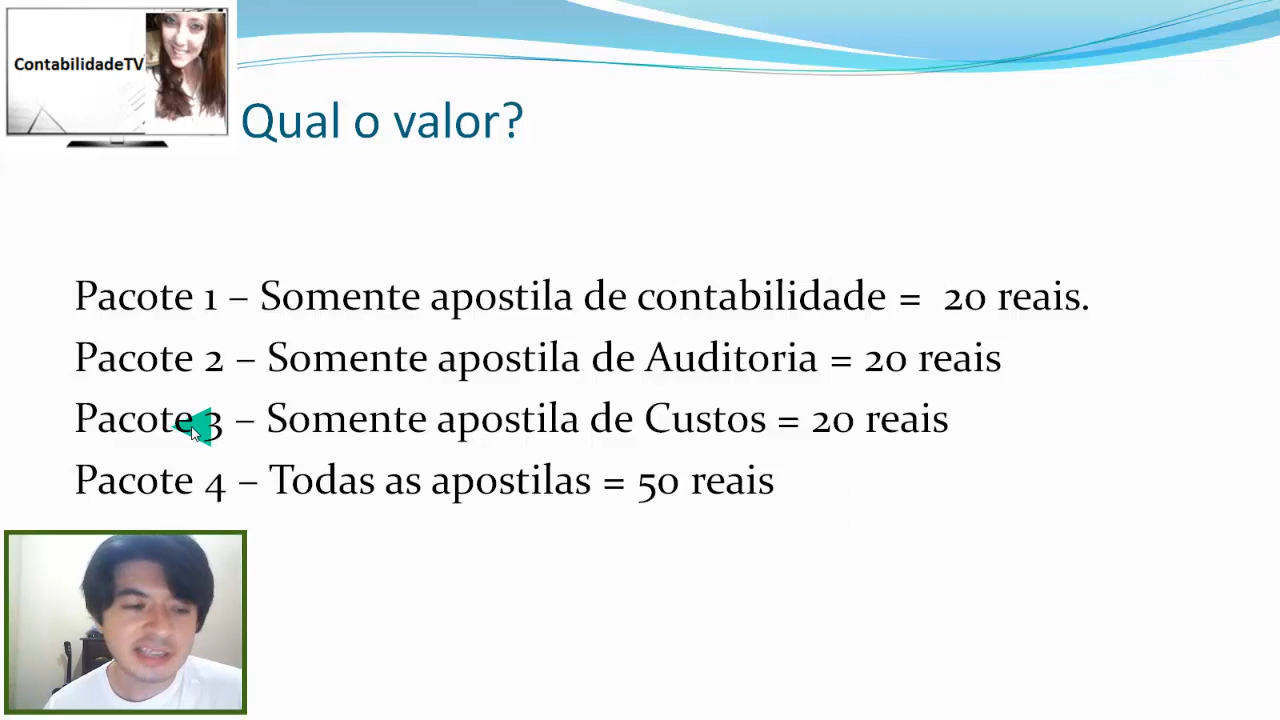 ContabilidadeTV
Qual o valor?
Pacote 1 – Somente apostila de contabilidade =  20 reais.
Pacote 2 – Somente apostila de Auditoria = 20 reais
Pacote 3 – Somente apostila de Custos = 20 reais
Pacote 4 – Todas as apostilas = 50 reais